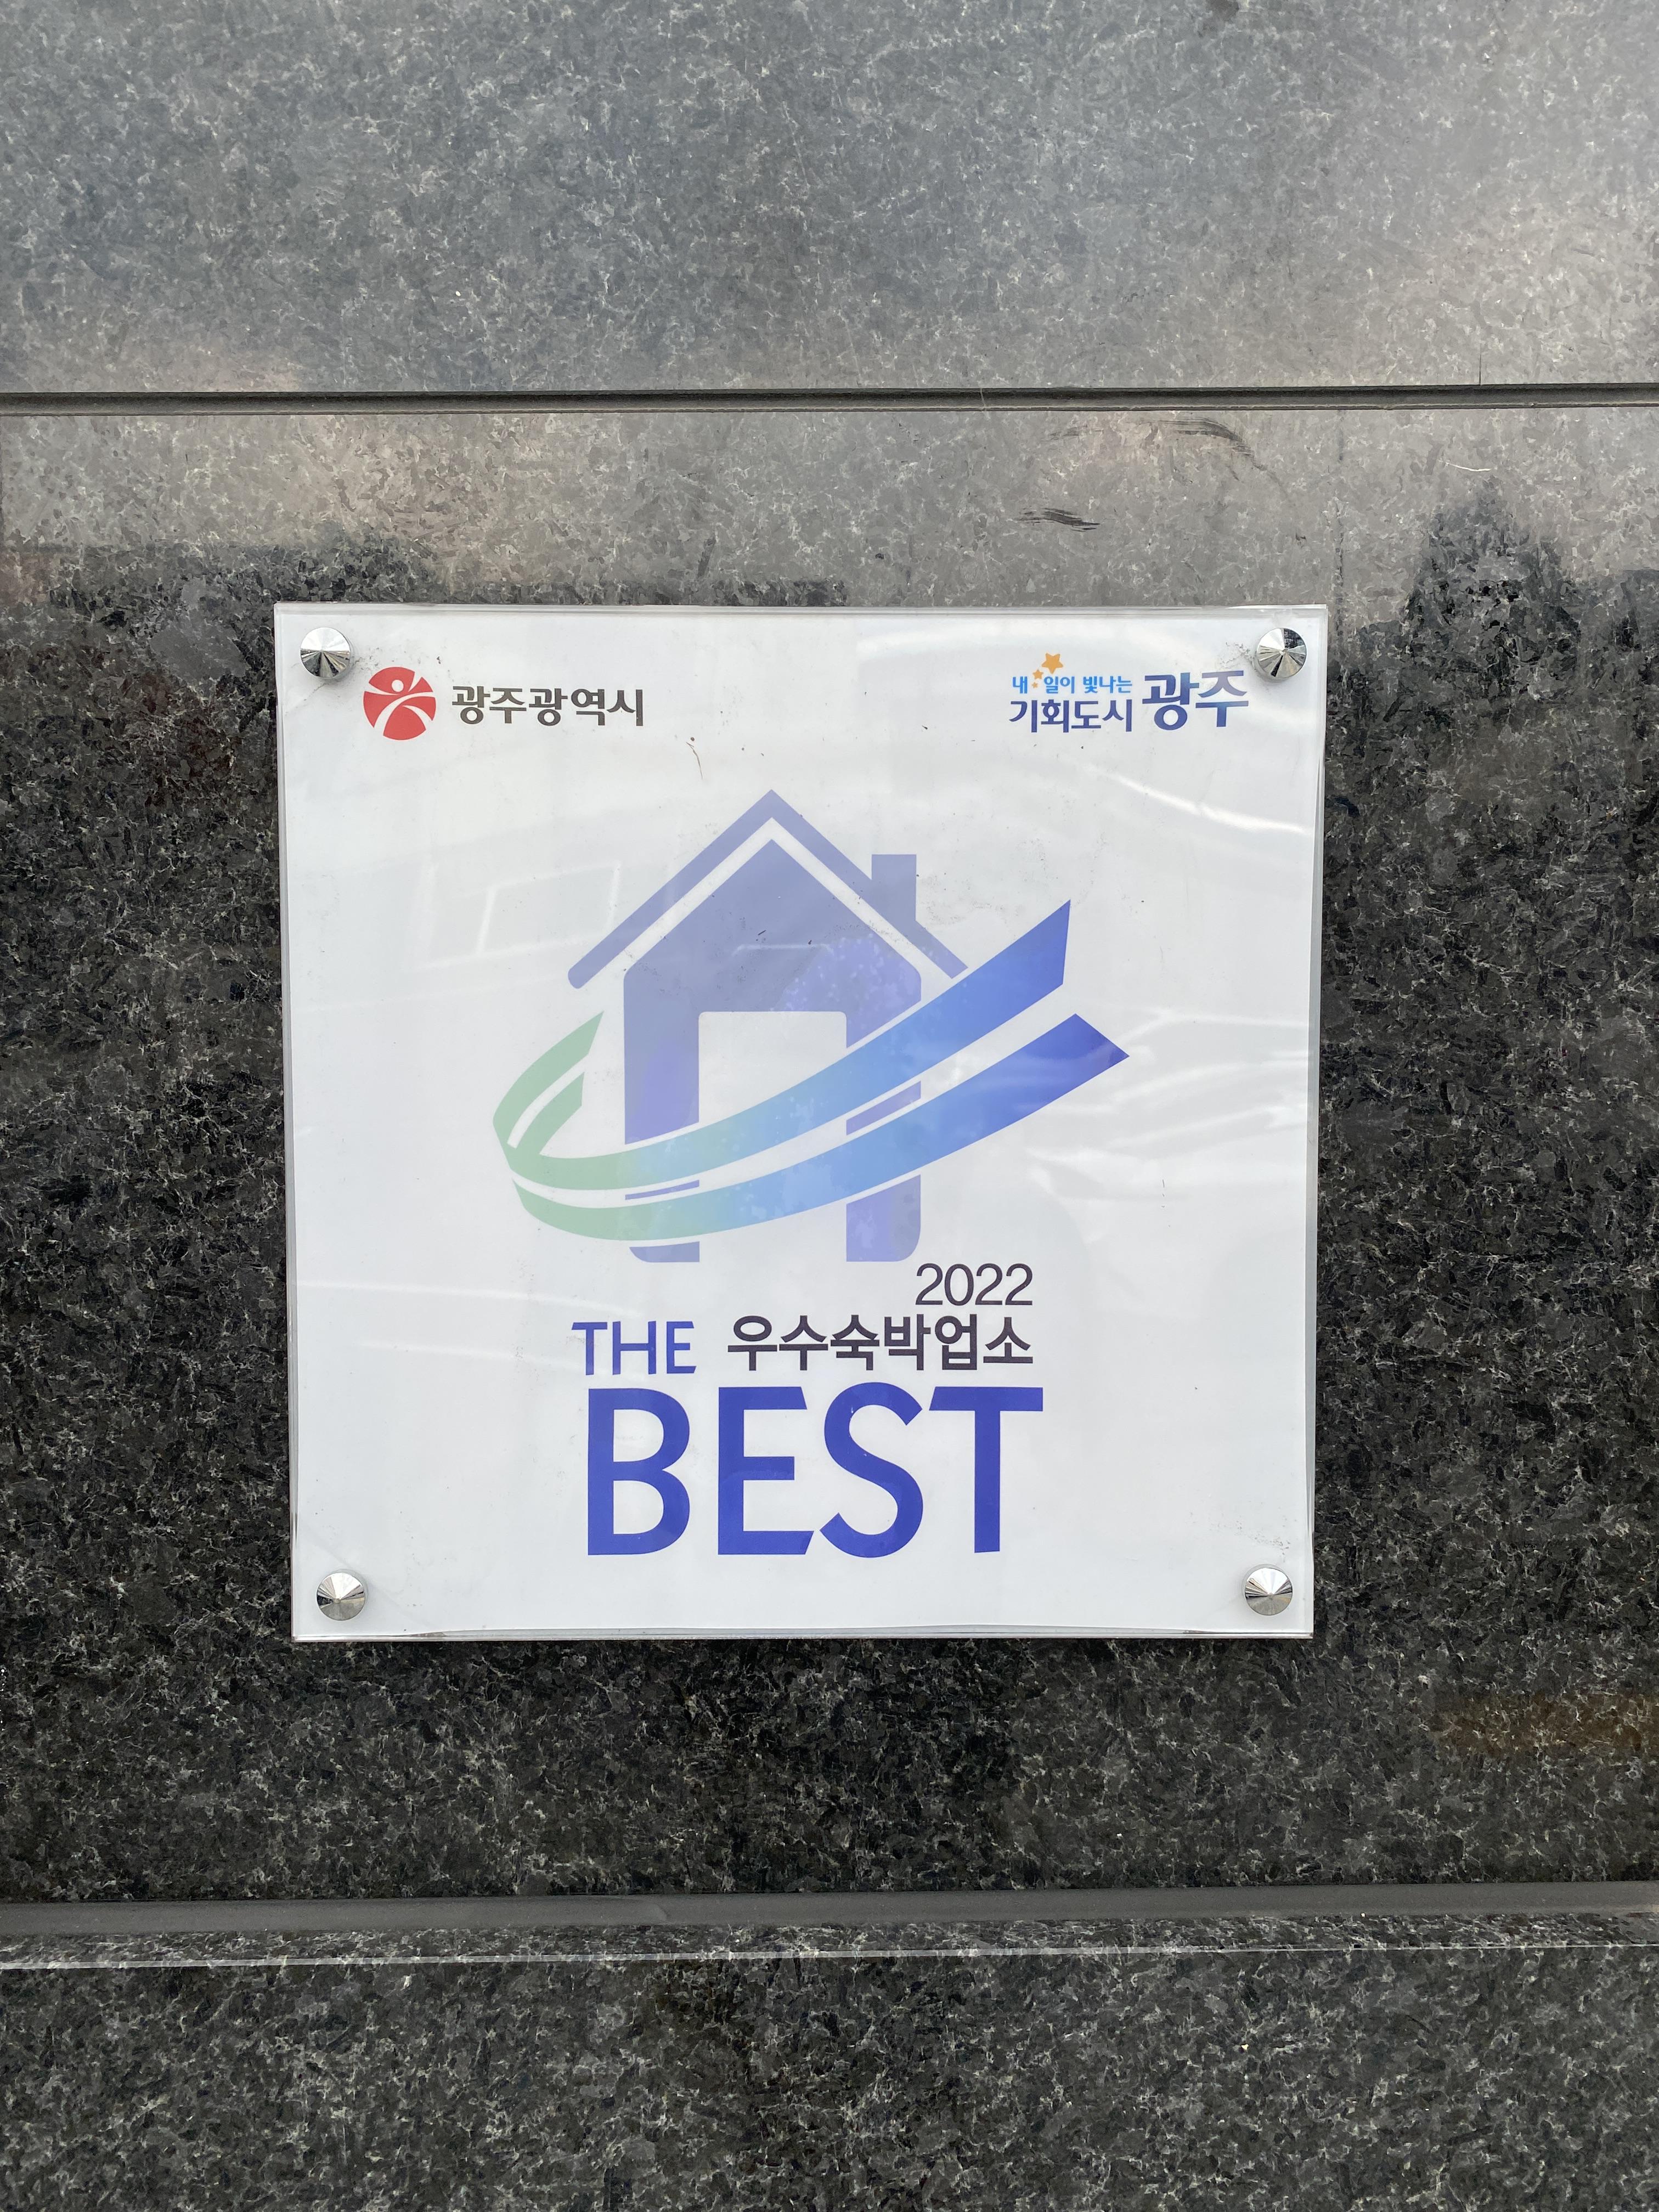 광주광역시
내☆일이 빛나는
기회도시 광주
2022
THE 우수숙박업소
BEST